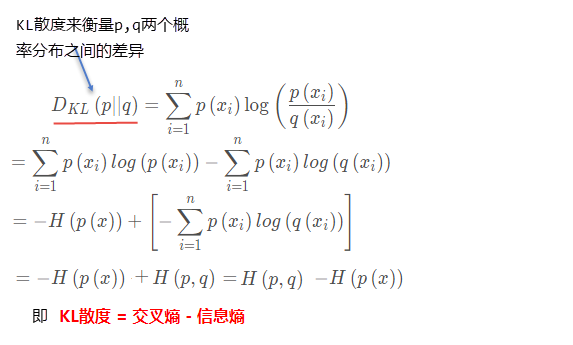 KL散度来衡量p,q两个概
率分布之间的差异
D_{KL} (p||q) = \sum_{i=1}^{n} p (x_i) log \left( \frac{p (x_i)}{q (x_i)} \right)
= \sum_{i=1}^{n} p (x_i) log (p (x_i)) - \sum_{i=1}^{n} p (x_i) log (q (x_i))
= -H (p (x)) + \left[ -\sum_{i=1}^{n} p (x_i) log (q (x_i)) \right]
= -H (p (x)) + H (p, q) = H (p, q) - H (p (x))
即 KL散度 = 交叉熵 - 信息熵